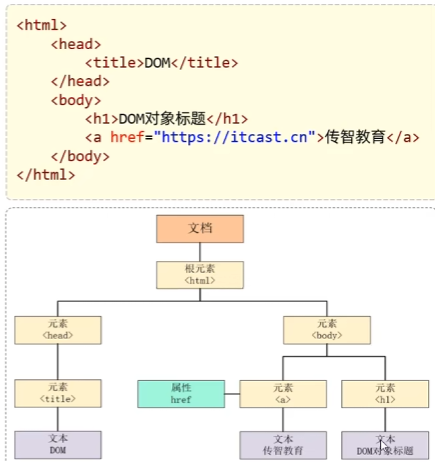 <html>
<head>
<title>DOM</title>
</head>
<body>
<h1>DOM对象标题</h1>
<a href="https://itcast.cn">传智教育</a>
</body>
</html>
文档
根元素
<html>
元素
<head>
元素
<body>
元素
<title>
属性
href
元素
<a>
元素
<h1>
文本
DOM
文本
传智教育
文本
DOM对象标题